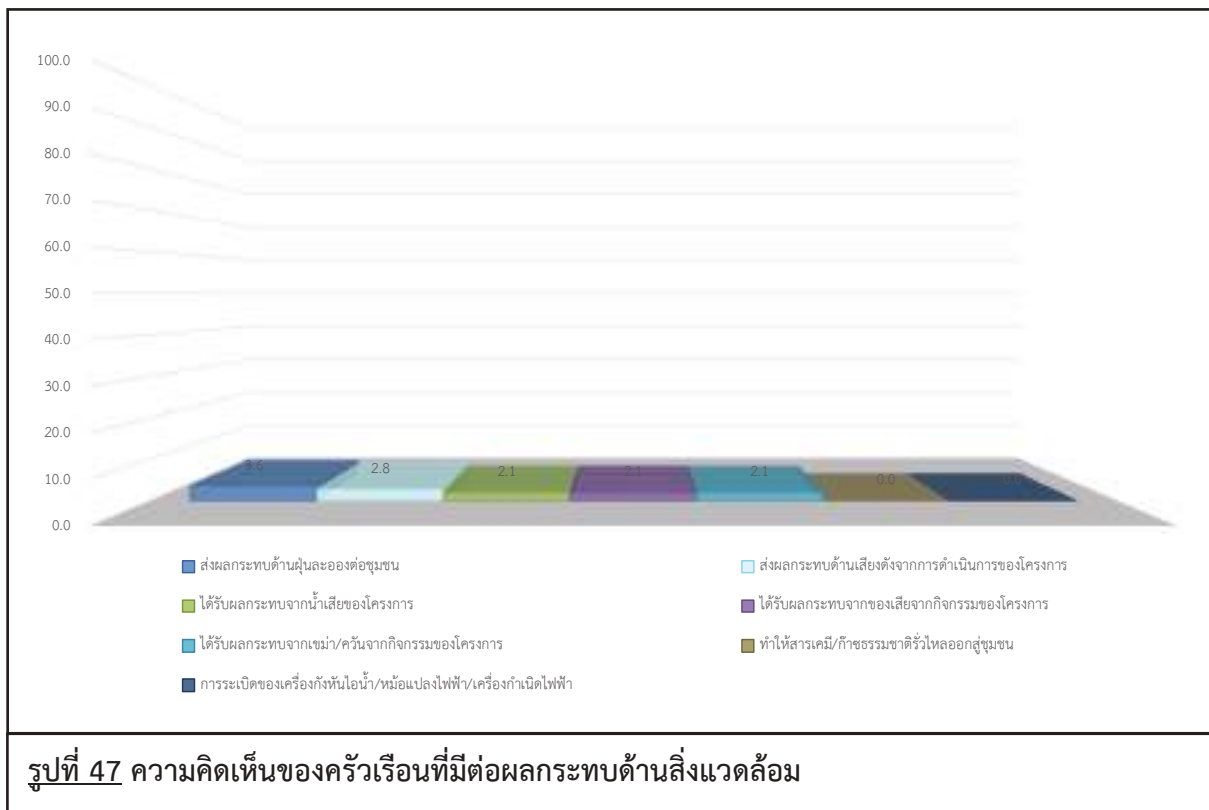 100.0
90.0
80.0
70.0
60.0
50.0
40.0
30.0
20.0
10.0
0.0
3.6 2.8 2.1 2.1 2.1 0.0
ส่งผลกระทบด้านฝุ่นละอองต่อชุมชน ส่งผลกระทบด้านเสียงดังจากการดำเนินการของโครงการ
ได้รับผลกระทบจากน้ำเสียของโครงการ ได้รับผลกระทบจากของเสียจากกิจกรรมของโครงการ
ได้รับผลกระทบจากเขม่า/ควันจากกิจกรรมของโครงการ ทำให้สารเคมี/ก๊าซธรรมชาติรั่วไหลออกสู่ชุมชน
การระเบิดของเครื่องกังหันไอน้ำ/หม้อแปลงไฟฟ้า/เครื่องกำเนิดไฟฟ้า
รูปที่ 47 ความคิดเห็นของครัวเรือนที่มีต่อผลกระทบด้านสิ่งแวดล้อม